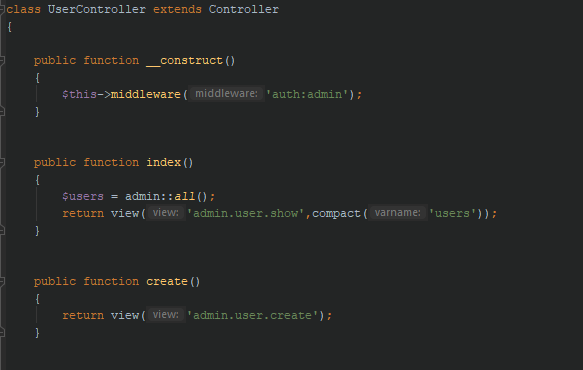 class UserController extends Controller
{
public function __construct()
{
$this->middleware( middleware: 'auth:admin');
}
public function index()
{
$users = admin::all();
return view( view: 'admin.user.show',compact( varname: 'users'));
}
public function create()
{
return view( view: 'admin.user.create');
}